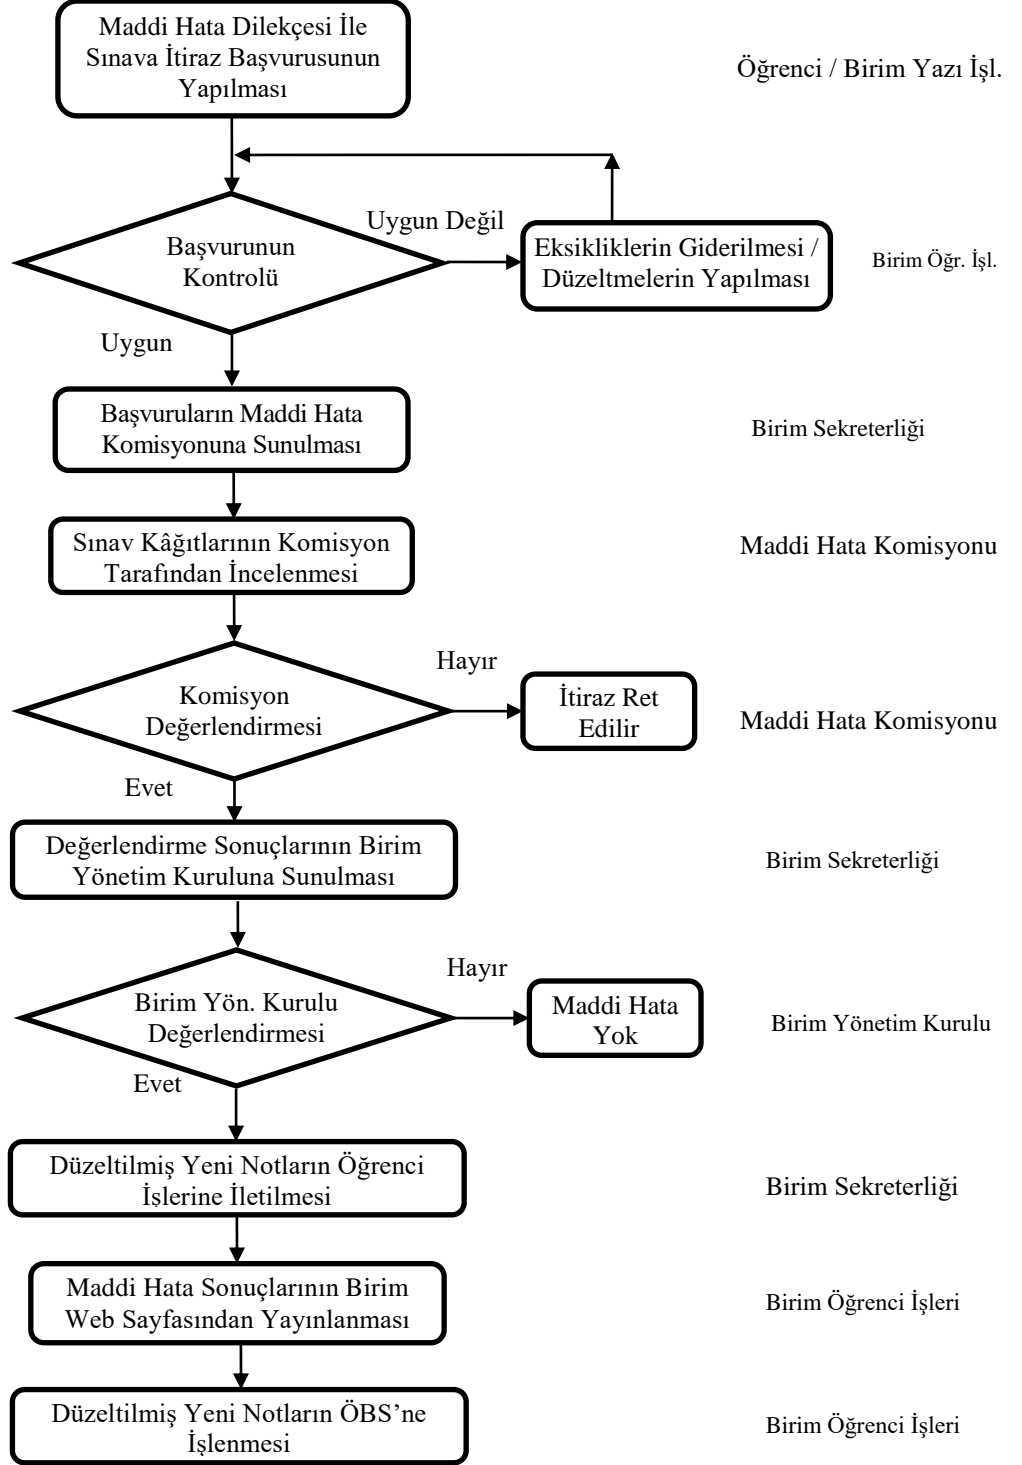 Maddi Hata Dilekçesi İle
Sınava İtiraz Başvurusunun
Yapılması
Öğrenci / Birim Yazı İşl.
Uygun Değil
Başvurunun
Kontrolü
Eksikliklerin Giderilmesi /
Düzeltmelerin Yapılması
Birim Öğr. İşl.
Uygun
Başvuruların Maddi Hata
Komisyonuna Sunulması
Birim Sekreterliği
Sınav Kâğıtlarının Komisyon
Tarafından İncelenmesi
Maddi Hata Komisyonu
Hayır
Komisyon
Değerlendirmesi
İtiraz Ret
Edilir
Maddi Hata Komisyonu
Evet
Değerlendirme Sonuçlarının Birim
Yönetim Kuruluna Sunulması
Birim Sekreterliği
Hayır
Birim Yön. Kurulu
Değerlendirmesi
Maddi Hata
Yok
Birim Yönetim Kurulu
Evet
Düzeltilmiş Yeni Notların Öğrenci
İşlerine İletilmesi
Birim Sekreterliği
Maddi Hata Sonuçlarının Birim
Web Sayfasından Yayınlanması
Birim Öğrenci İşleri
Düzeltilmiş Yeni Notların ÖBS’ne
İşlenmesi
Birim Öğrenci İşleri